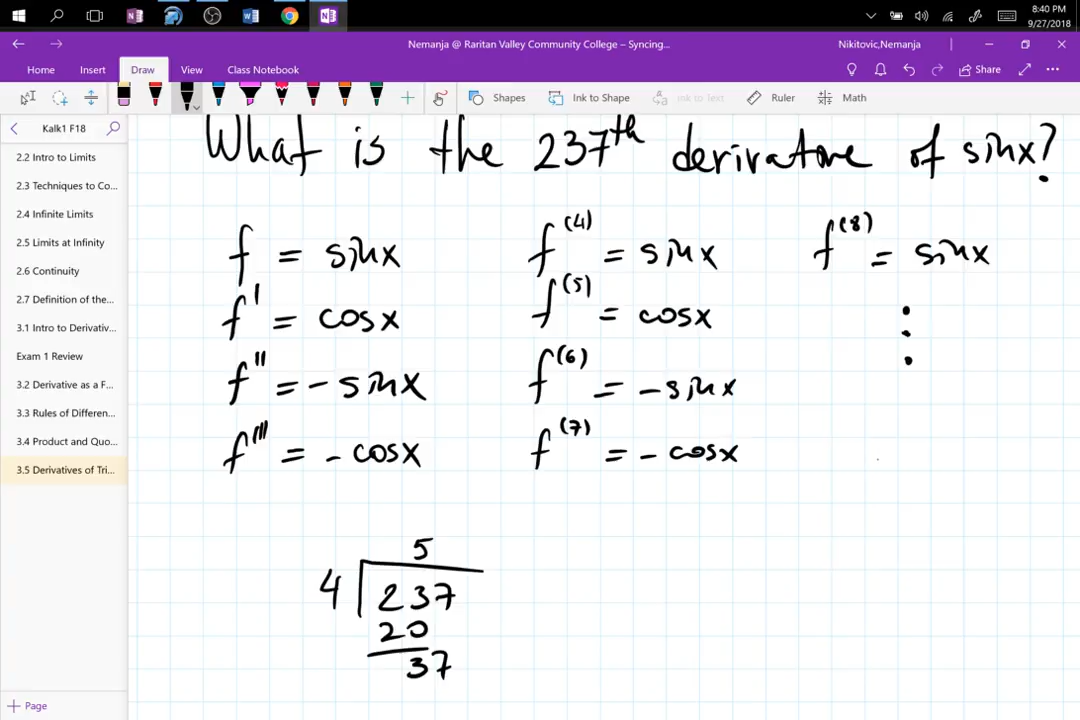 8:40 PM
9/27/2018
Nemanja @ Raritan Valley Community College – Syncing...
Nikitovic,Nemanja
Home Insert Draw View Class Notebook
Share
Shapes Ink to Shape Ink to Text Ruler Math
Kalk1 F18
2.2 Intro to Limits
2.3 Techniques to Co...
2.4 Infinite Limits
2.5 Limits at Infinity
2.6 Continuity
2.7 Definition of the...
3.1 Intro to Derivativ...
Exam 1 Review
3.2 Derivative as a F...
3.3 Rules of Differen...
3.4 Product and Quo...
3.5 Derivatives of Tri...
+ Page
What is the 237th derivative of sinx?
f = sinx f(4) = sinx f(8) = sinx
f' = cosx f(5) = cosx ⋮
f'' = - sinx f(6) = - sinx
f''' = - cosx f(7) = - cosx
5
4 237
20
37